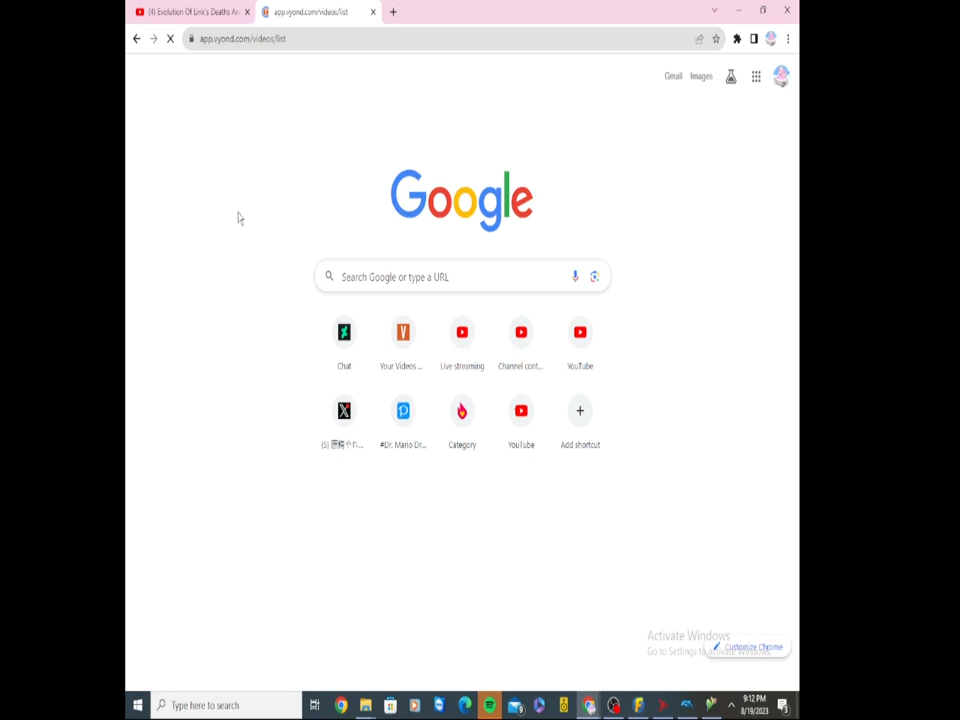 (4) Evolution Of Link's Deaths An
app.vyond.com/videos/list
app.vyond.com/videos/list
Gmail Images
Google
Search Google or type a URL
Chat
Your Videos ...
Live streaming
Channel cont...
YouTube
#Dr. Mario Dr...
Category
YouTube
Add shortcut
Activate Windows
Go to Settings to activate Windows.
Customize Chrome
Type here to search
9:12 PM
8/19/2023